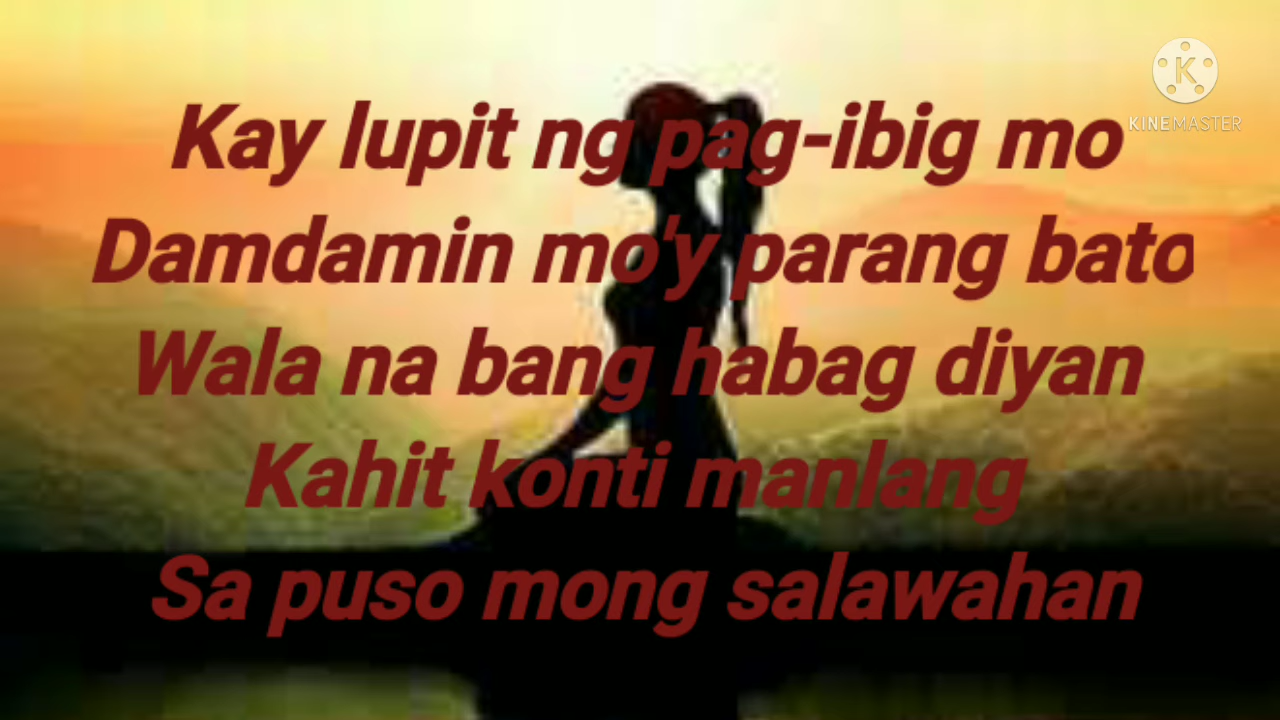 KINEMASTER
Kay lupit ng pag-ibig mo
Damdamin mo'y parang bato
Wala na bang habag diyan
Kahit konti manlang
Sa puso mong salawahan